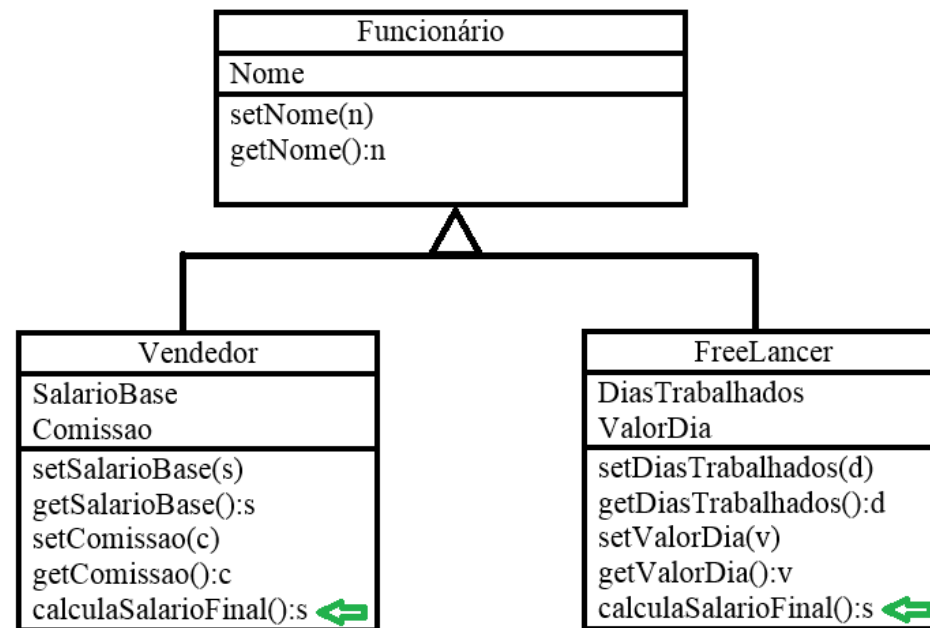 Funcionário
Nome
setNome(n)
getNome():n
Vendedor
SalarioBase
Comissao
setSalarioBase(s)
getSalarioBase():s
setComissao(c)
getComissao():c
calculaSalarioFinal():s
FreeLancer
DiasTrabalhados
ValorDia
setDiasTrabalhados(d)
getDiasTrabalhados():d
setValorDia(v)
getValorDia():v
calculaSalarioFinal():s